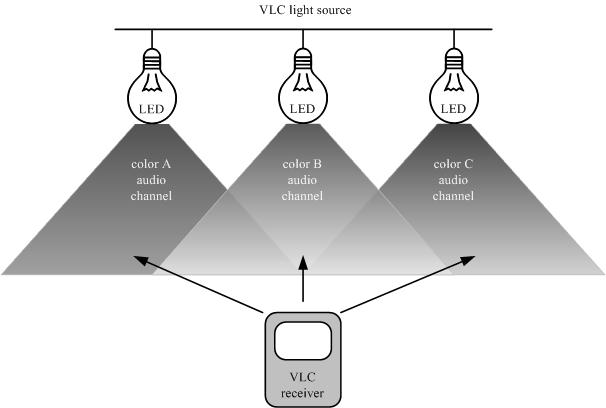 VLC light source
LED
LED
LED
color A
audio
channel
color B
audio
channel
color C
audio
channel
VLC
receiver